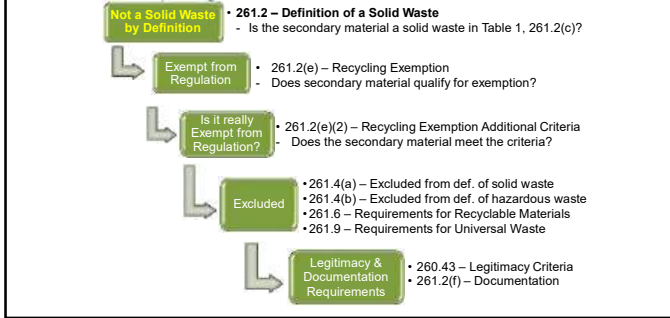 Not a Solid Waste
by Definition
• 261.2 – Definition of a Solid Waste
- Is the secondary material a solid waste in Table 1, 261.2(c)?
Exempt from
Regulation
• 261.2(e) – Recycling Exemption
- Does secondary material qualify for exemption?
Is it really
Exempt from
Regulation?
• 261.2(e)(2) – Recycling Exemption Additional Criteria
- Does the secondary material meet the criteria?
Excluded
• 261.4(a) – Excluded from def. of solid waste
• 261.4(b) – Excluded from def. of hazardous waste
• 261.6 – Requirements for Recyclable Materials
• 261.9 – Requirements for Universal Waste
Legitimacy &
Documentation
Requirements
• 260.43 – Legitimacy Criteria
• 261.2(f) – Documentation